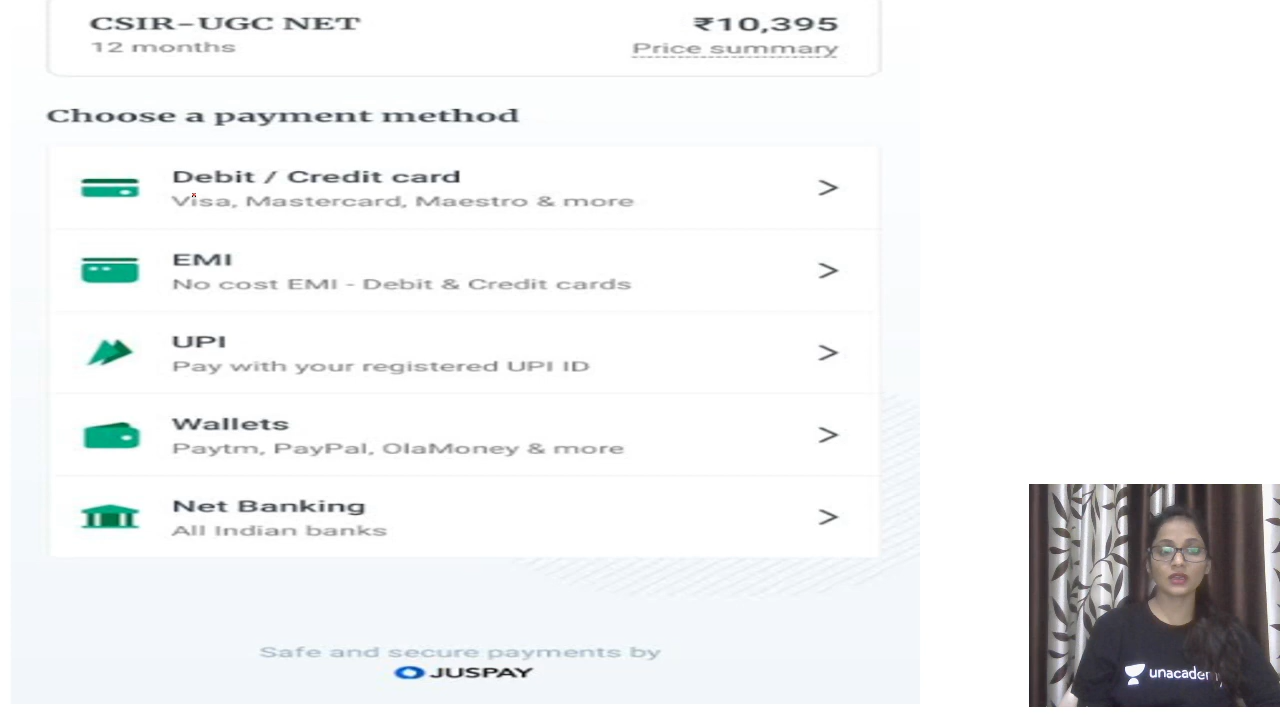 CSIR-UGC NET
₹10,395
12 months
Price summary
Choose a payment method
Debit / Credit card
Visa, Mastercard, Maestro & more
EMI
No cost EMI - Debit & Credit cards
UPI
Pay with your registered UPI ID
Wallets
Paytm, PayPal, OlaMoney & more
Net Banking
All Indian banks
Safe and secure payments by
JUSPAY